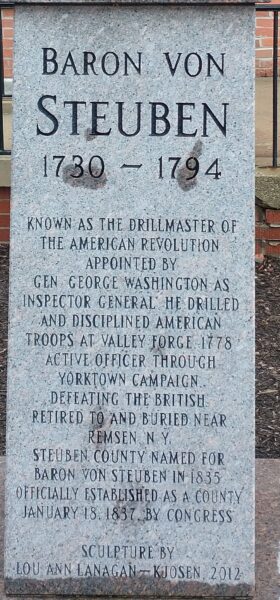 BARON VON
STEUBEN
1730 – 1794
KNOWN AS THE DRILLMASTER OF
THE AMERICAN REVOLUTION
APPOINTED BY
GEN. GEORGE WASHINGTON AS
INSPECTOR GENERAL. HE DRILLED
AND DISCIPLINED AMERICAN
TROOPS AT VALLEY FORGE, 1778
ACTIVE OFFICER THROUGH
YORKTOWN CAMPAIGN,
DEFEATING THE BRITISH.
RETIRED TO AND BURIED NEAR
REMSEN, N.Y.
STEUBEN COUNTY NAMED FOR
BARON VON STEUBEN IN 1835
OFFICIALLY ESTABLISHED AS A COUNTY
JANUARY 18, 1837, BY CONGRESS
SCULPTURE BY
LOU ANN LANAGAN-KJOSEN, 2012